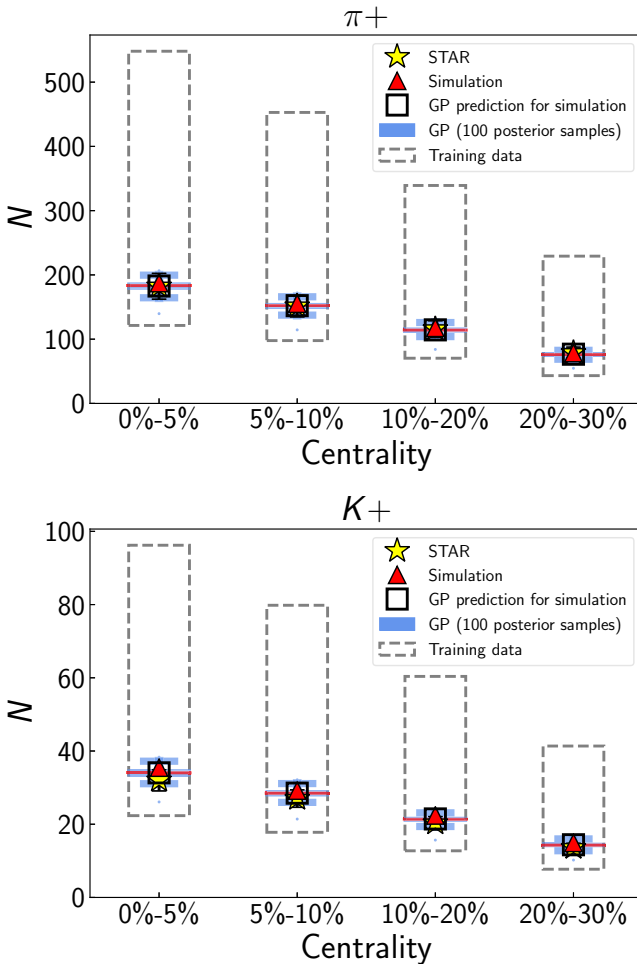 π+
500
400
300
200
100
0
N
STAR
Simulation
GP prediction for simulation
GP (100 posterior samples)
Training data
0%-5% 5%-10% 10%-20% 20%-30%
Centrality
K+
100
80
60
40
20
0
N
STAR
Simulation
GP prediction for simulation
GP (100 posterior samples)
Training data
0%-5% 5%-10% 10%-20% 20%-30%
Centrality